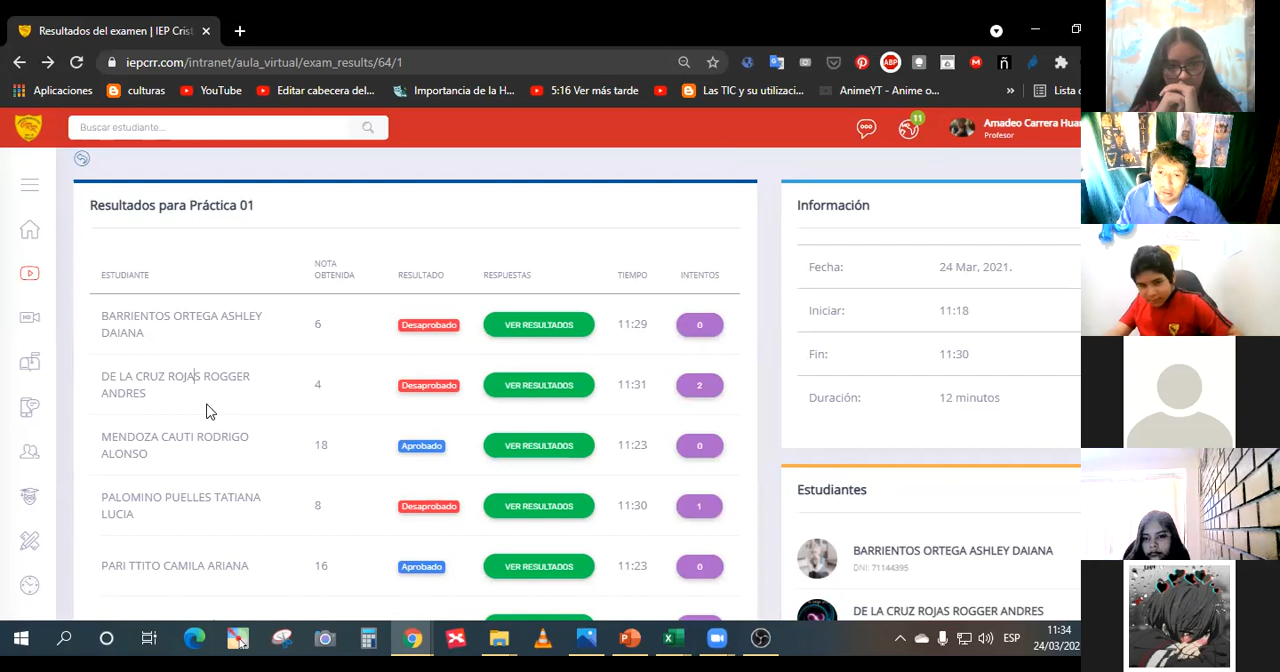 Resultados del examen | IEP Crist
iepcrr.com/intranet/aula_virtual/exam_results/64/1
Aplicaciones culturas YouTube Editar cabecera del... Importancia de la H... 5:16 Ver más tarde Las TIC y su utilizaci... AnimeYT - Anime o... » Lista
Buscar estudiante...
11
Amadeo Carrera Huar
Profesor
Resultados para Práctica 01
ESTUDIANTE NOTA OBTENIDA RESULTADO RESPUESTAS TIEMPO INTENTOS
BARRIENTOS ORTEGA ASHLEY DAIANA 6 Desaprobado VER RESULTADOS 11:29 0
DE LA CRUZ ROJAS ROGGER ANDRES 4 Desaprobado VER RESULTADOS 11:31 2
MENDOZA CAUTI RODRIGO ALONSO 18 Aprobado VER RESULTADOS 11:23 0
PALOMINO PUELLES TATIANA LUCIA 8 Desaprobado VER RESULTADOS 11:30 1
PARI TTITO CAMILA ARIANA 16 Aprobado VER RESULTADOS 11:23 0
Información
Fecha: 24 Mar, 2021.
Iniciar: 11:18
Fin: 11:30
Duración: 12 minutos
Estudiantes
BARRIENTOS ORTEGA ASHLEY DAIANA
DNI: 71144395
DE LA CRUZ ROJAS ROGGER ANDRES
ESP
11:34
24/03/202